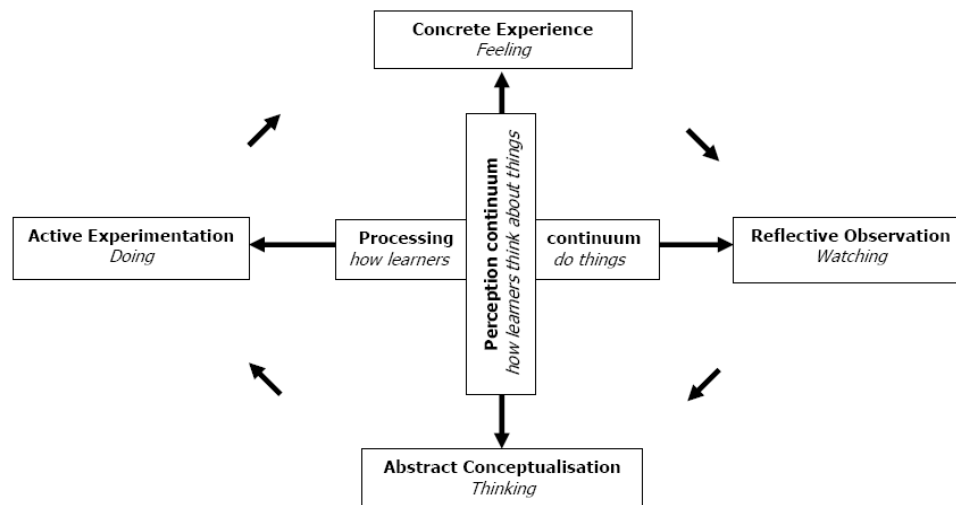 Concrete Experience
Feeling
Active Experimentation
Doing
Processing
how learners
Perception continuum
how learners think about things
continuum
do things
Reflective Observation
Watching
Abstract Conceptualisation
Thinking